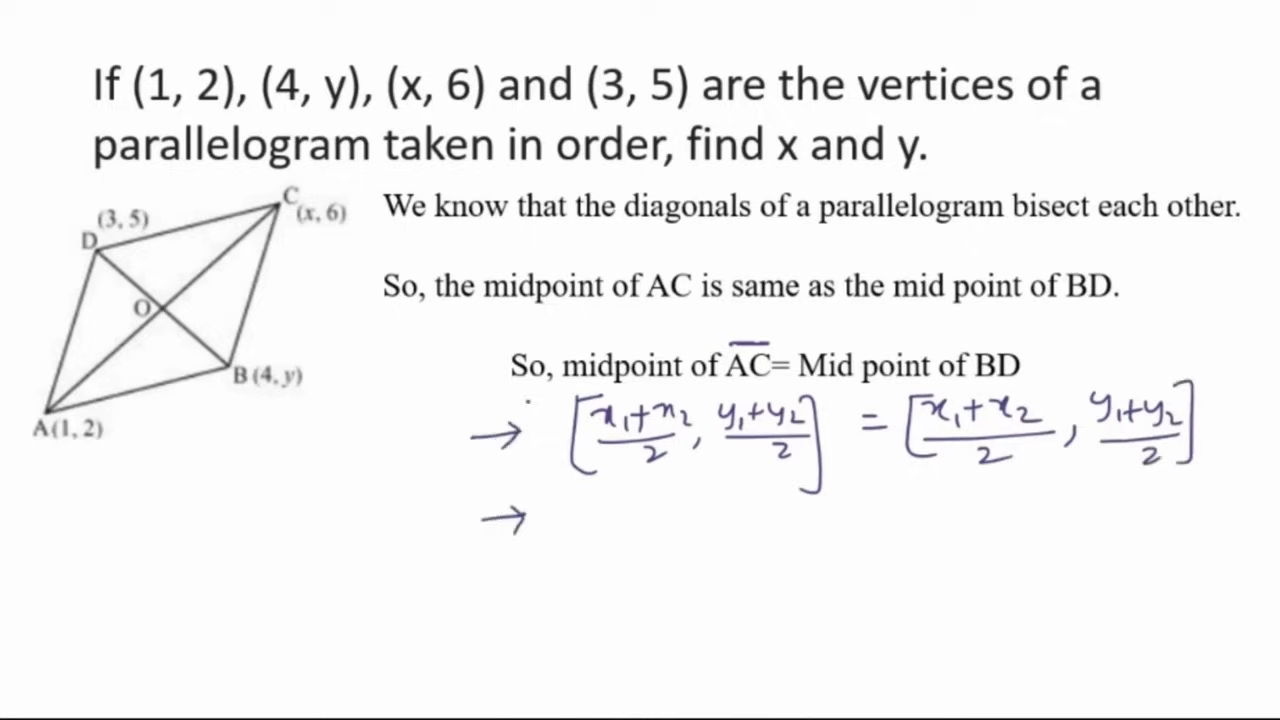 If (1, 2), (4, y), (x, 6) and (3, 5) are the vertices of a
parallelogram taken in order, find x and y.
C
(x, 6)
(3, 5)
D
O
B (4, y)
A(1, 2)
We know that the diagonals of a parallelogram bisect each other.
So, the midpoint of AC is same as the mid point of BD.
So, midpoint of AC= Mid point of BD
→ [x₁+x₂/2, y₁+y₂/2] = [x₁+x₂/2, y₁+y₂/2]
→